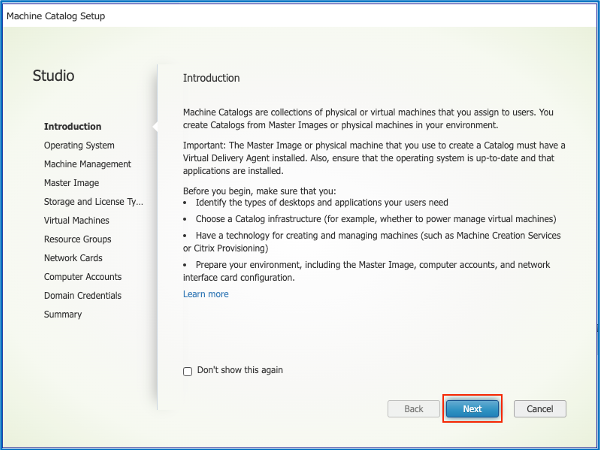 Machine Catalog Setup
Studio
Introduction
Operating System
Machine Management
Master Image
Storage and License Ty...
Virtual Machines
Resource Groups
Network Cards
Computer Accounts
Domain Credentials
Summary
Introduction
Machine Catalogs are collections of physical or virtual machines that you assign to users. You
create Catalogs from Master Images or physical machines in your environment.
Important: The Master Image or physical machine that you use to create a Catalog must have a
Virtual Delivery Agent installed. Also, ensure that the operating system is up-to-date and that
applications are installed.
Before you begin, make sure that you:
• Identify the types of desktops and applications your users need
• Choose a Catalog infrastructure (for example, whether to power manage virtual machines)
• Have a technology for creating and managing machines (such as Machine Creation Services
or Citrix Provisioning)
• Prepare your environment, including the Master Image, computer accounts, and network
interface card configuration.
Learn more
Don't show this again
Back
Next
Cancel